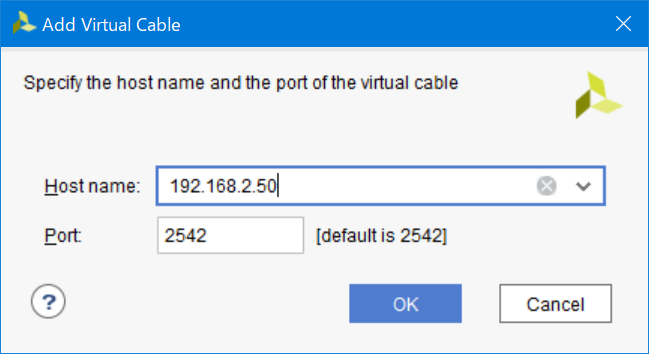 Add Virtual Cable
Specify the host name and the port of the virtual cable
Host name: 192.168.2.50
Port: 2542 [default is 2542]
? OK Cancel